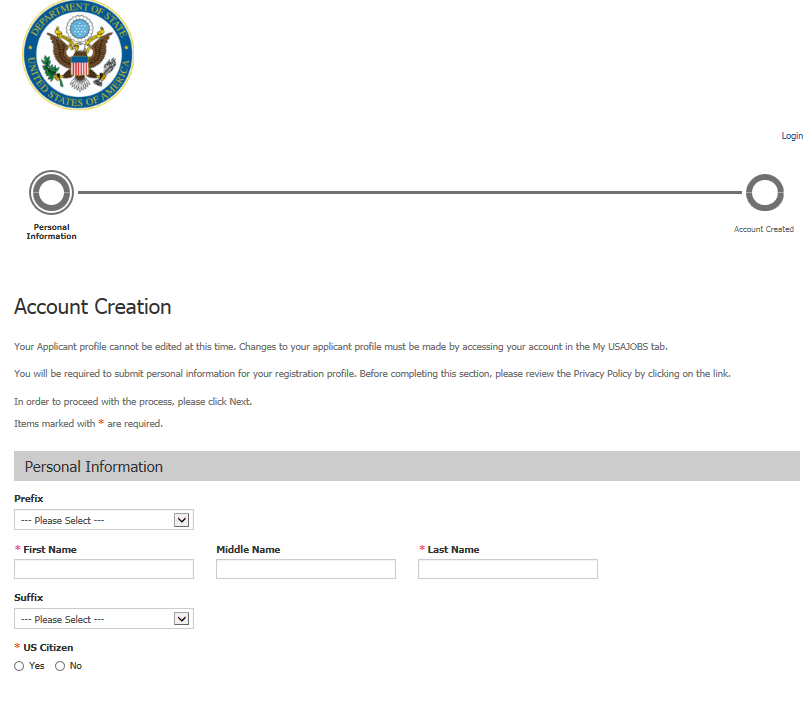 DEPARTMENT OF STATE
UNITED STATES OF AMERICA
Login
Personal
Information
Account Created
Account Creation
Your Applicant profile cannot be edited at this time. Changes to your applicant profile must be made by accessing your account in the My USAJOBS tab.
You will be required to submit personal information for your registration profile. Before completing this section, please review the Privacy Policy by clicking on the link.
In order to proceed with the process, please click Next.
Items marked with * are required.
Personal Information
Prefix
--- Please Select ---
* First Name Middle Name * Last Name
Suffix
--- Please Select ---
* US Citizen
Yes No